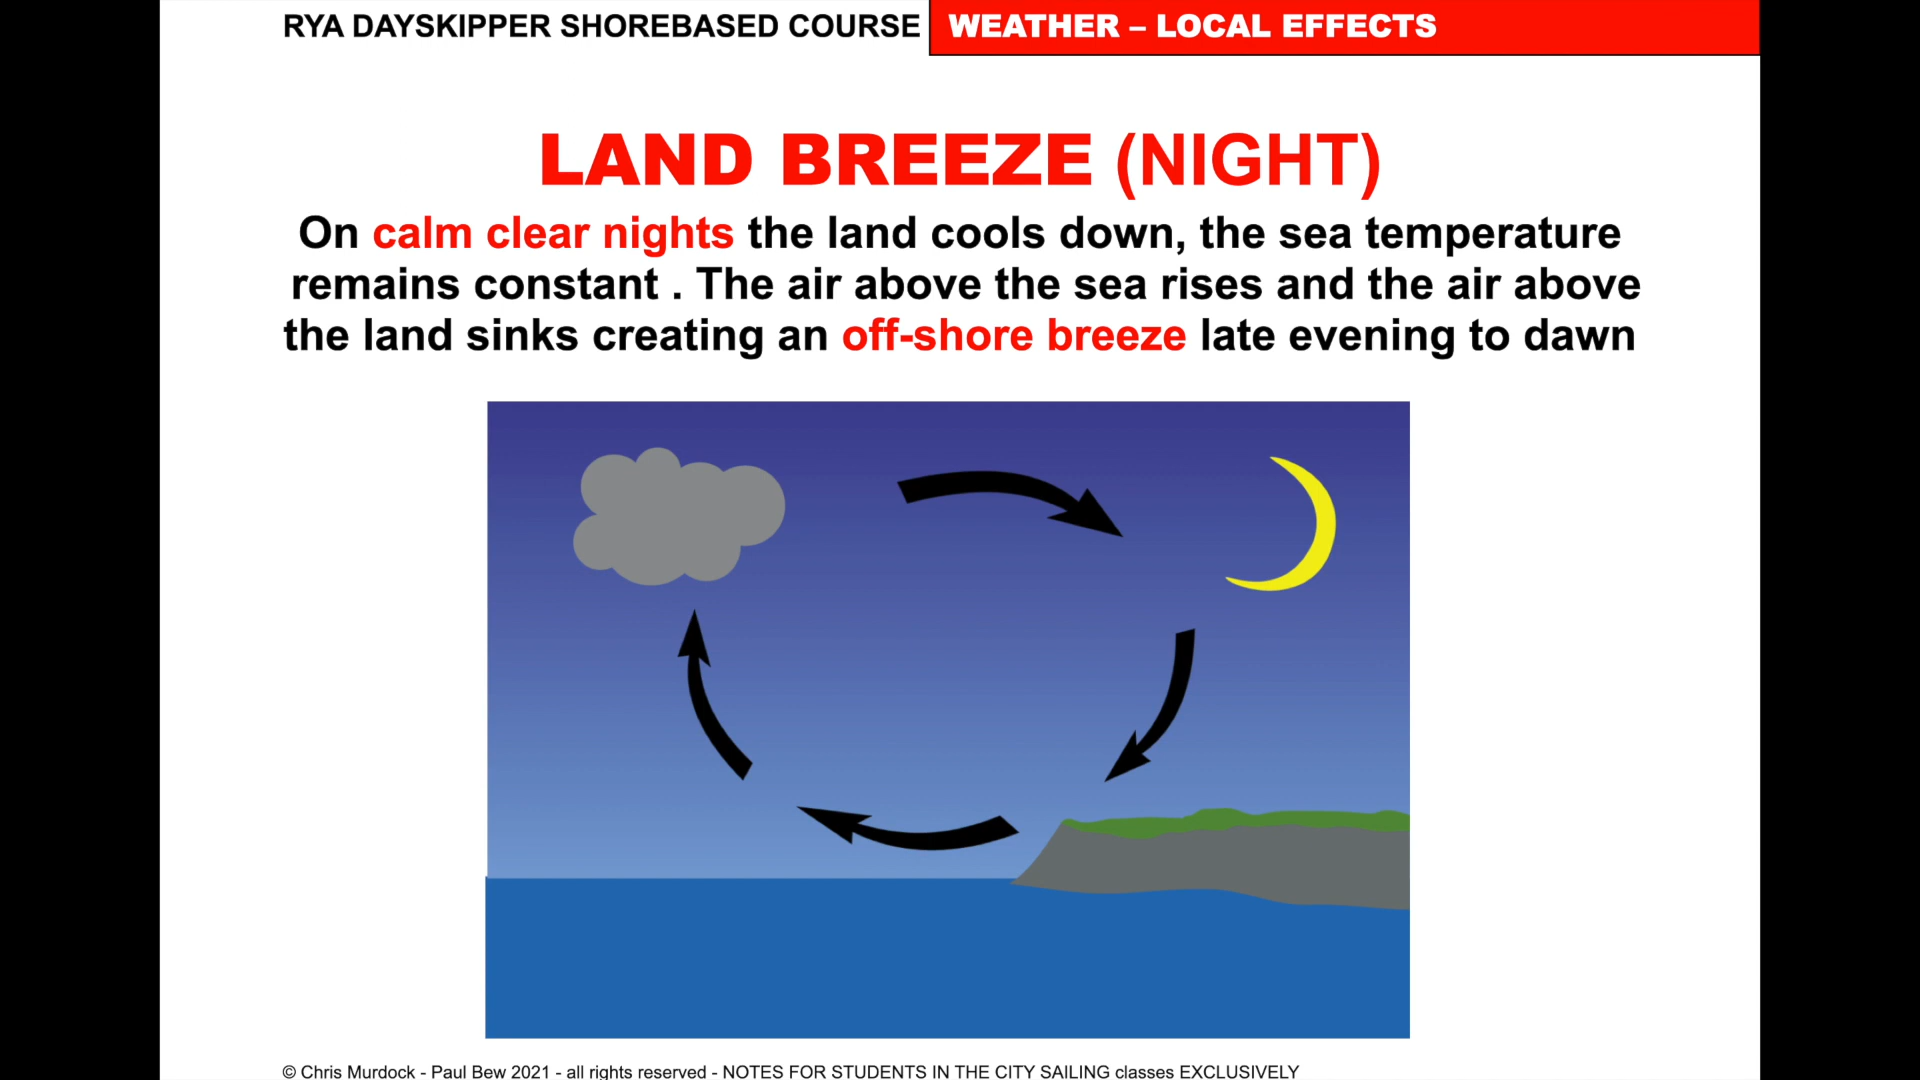 RYA DAYSKIPPER SHOREBASED COURSE WEATHER – LOCAL EFFECTS
LAND BREEZE (NIGHT)
On calm clear nights the land cools down, the sea temperature
remains constant . The air above the sea rises and the air above
the land sinks creating an off-shore breeze late evening to dawn
© Chris Murdock - Paul Bew 2021 - all rights reserved - NOTES FOR STUDENTS IN THE CITY SAILING classes EXCLUSIVELY